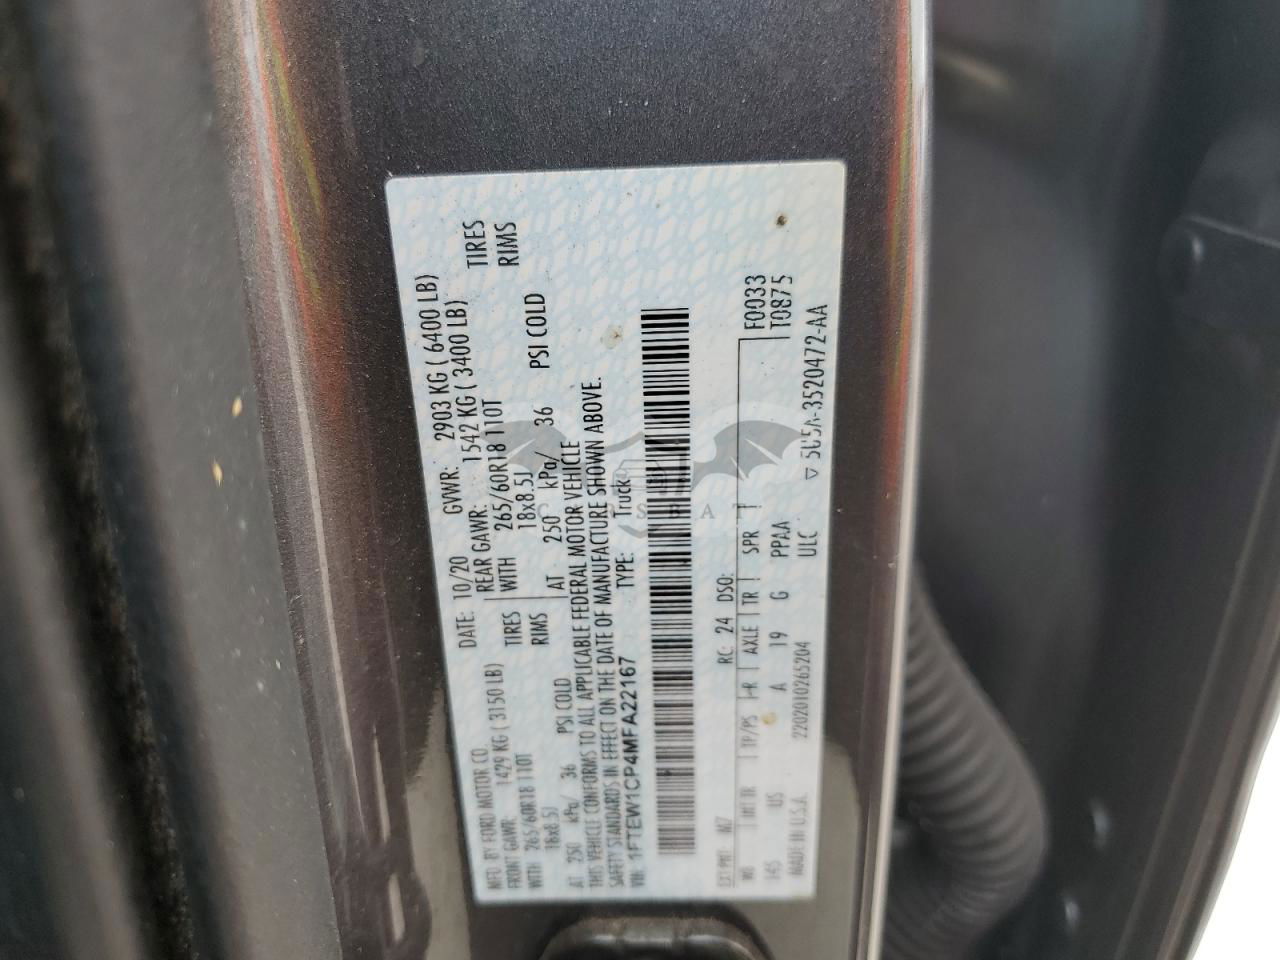 MFD. BY FORD MOTOR CO. DATE: 10/20 GVWR: 2903 KG ( 6400 LB)
FRONT GAWR: 1429 KG ( 3150 LB) REAR GAWR: 1542 KG ( 3400 LB)
WITH 265/60R18 110T TIRES WITH 265/60R18 110T TIRES
18x8.5J RIMS 18x8.5J RIMS
AT 250 kPa/ 36 PSI COLD AT 250 kPa/ 36 PSI COLD
THIS VEHICLE CONFORMS TO ALL APPLICABLE FEDERAL MOTOR VEHICLE
SAFETY STANDARDS IN EFFECT ON THE DATE OF MANUFACTURE SHOWN ABOVE.
VIN: 1FTEW1CP4MFA22167 TYPE: Truck
EXT PNT: M7 RC: 24 DSO: F0033
WB INT TR TP/PS R AXLE TR SPR T0875
145 US A 19 G PPAA
MADE IN U.S.A. 2202010265204 ULC 5U5A-3520472-AA